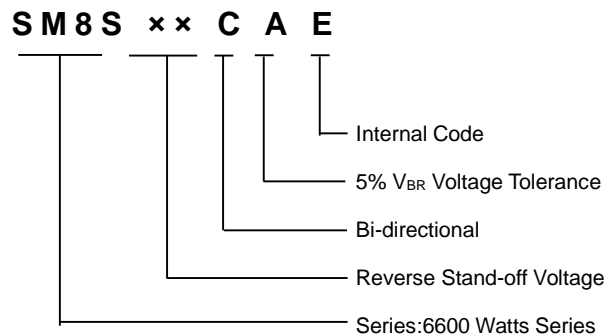 SM8S ×× C A E
Internal Code
5% VBR Voltage Tolerance
Bi-directional
Reverse Stand-off Voltage
Series:6600 Watts Series